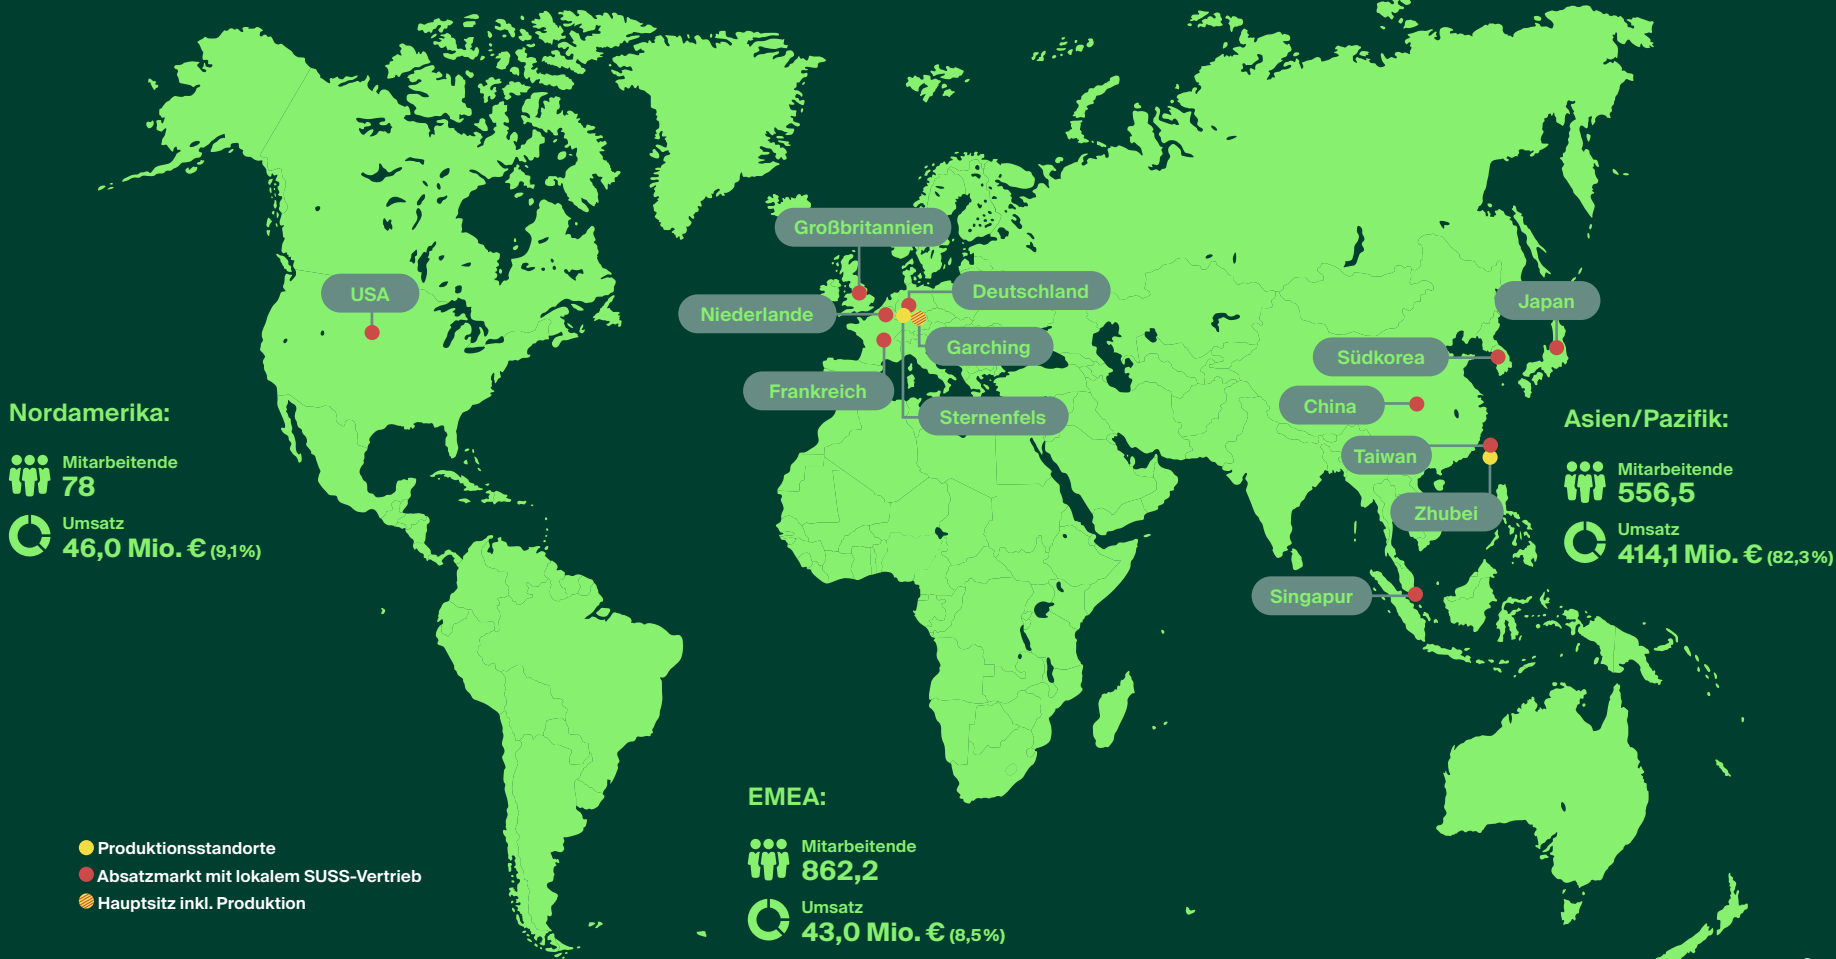 Großbritannien
USA
Deutschland
Niederlande
Japan
Garching
Südkorea
Frankreich
China
Sternenfels
Taiwan
Zhubei
Singapur
Nordamerika:
Mitarbeitende
78
Umsatz
46,0 Mio. € (9,1%)
Asien/Pazifik:
Mitarbeitende
556,5
Umsatz
414,1 Mio. € (82,3%)
EMEA:
Mitarbeitende
862,2
Umsatz
43,0 Mio. € (8,5%)
Produktionsstandorte
Absatzmarkt mit lokalem SUSS-Vertrieb
Hauptsitz inkl. Produktion